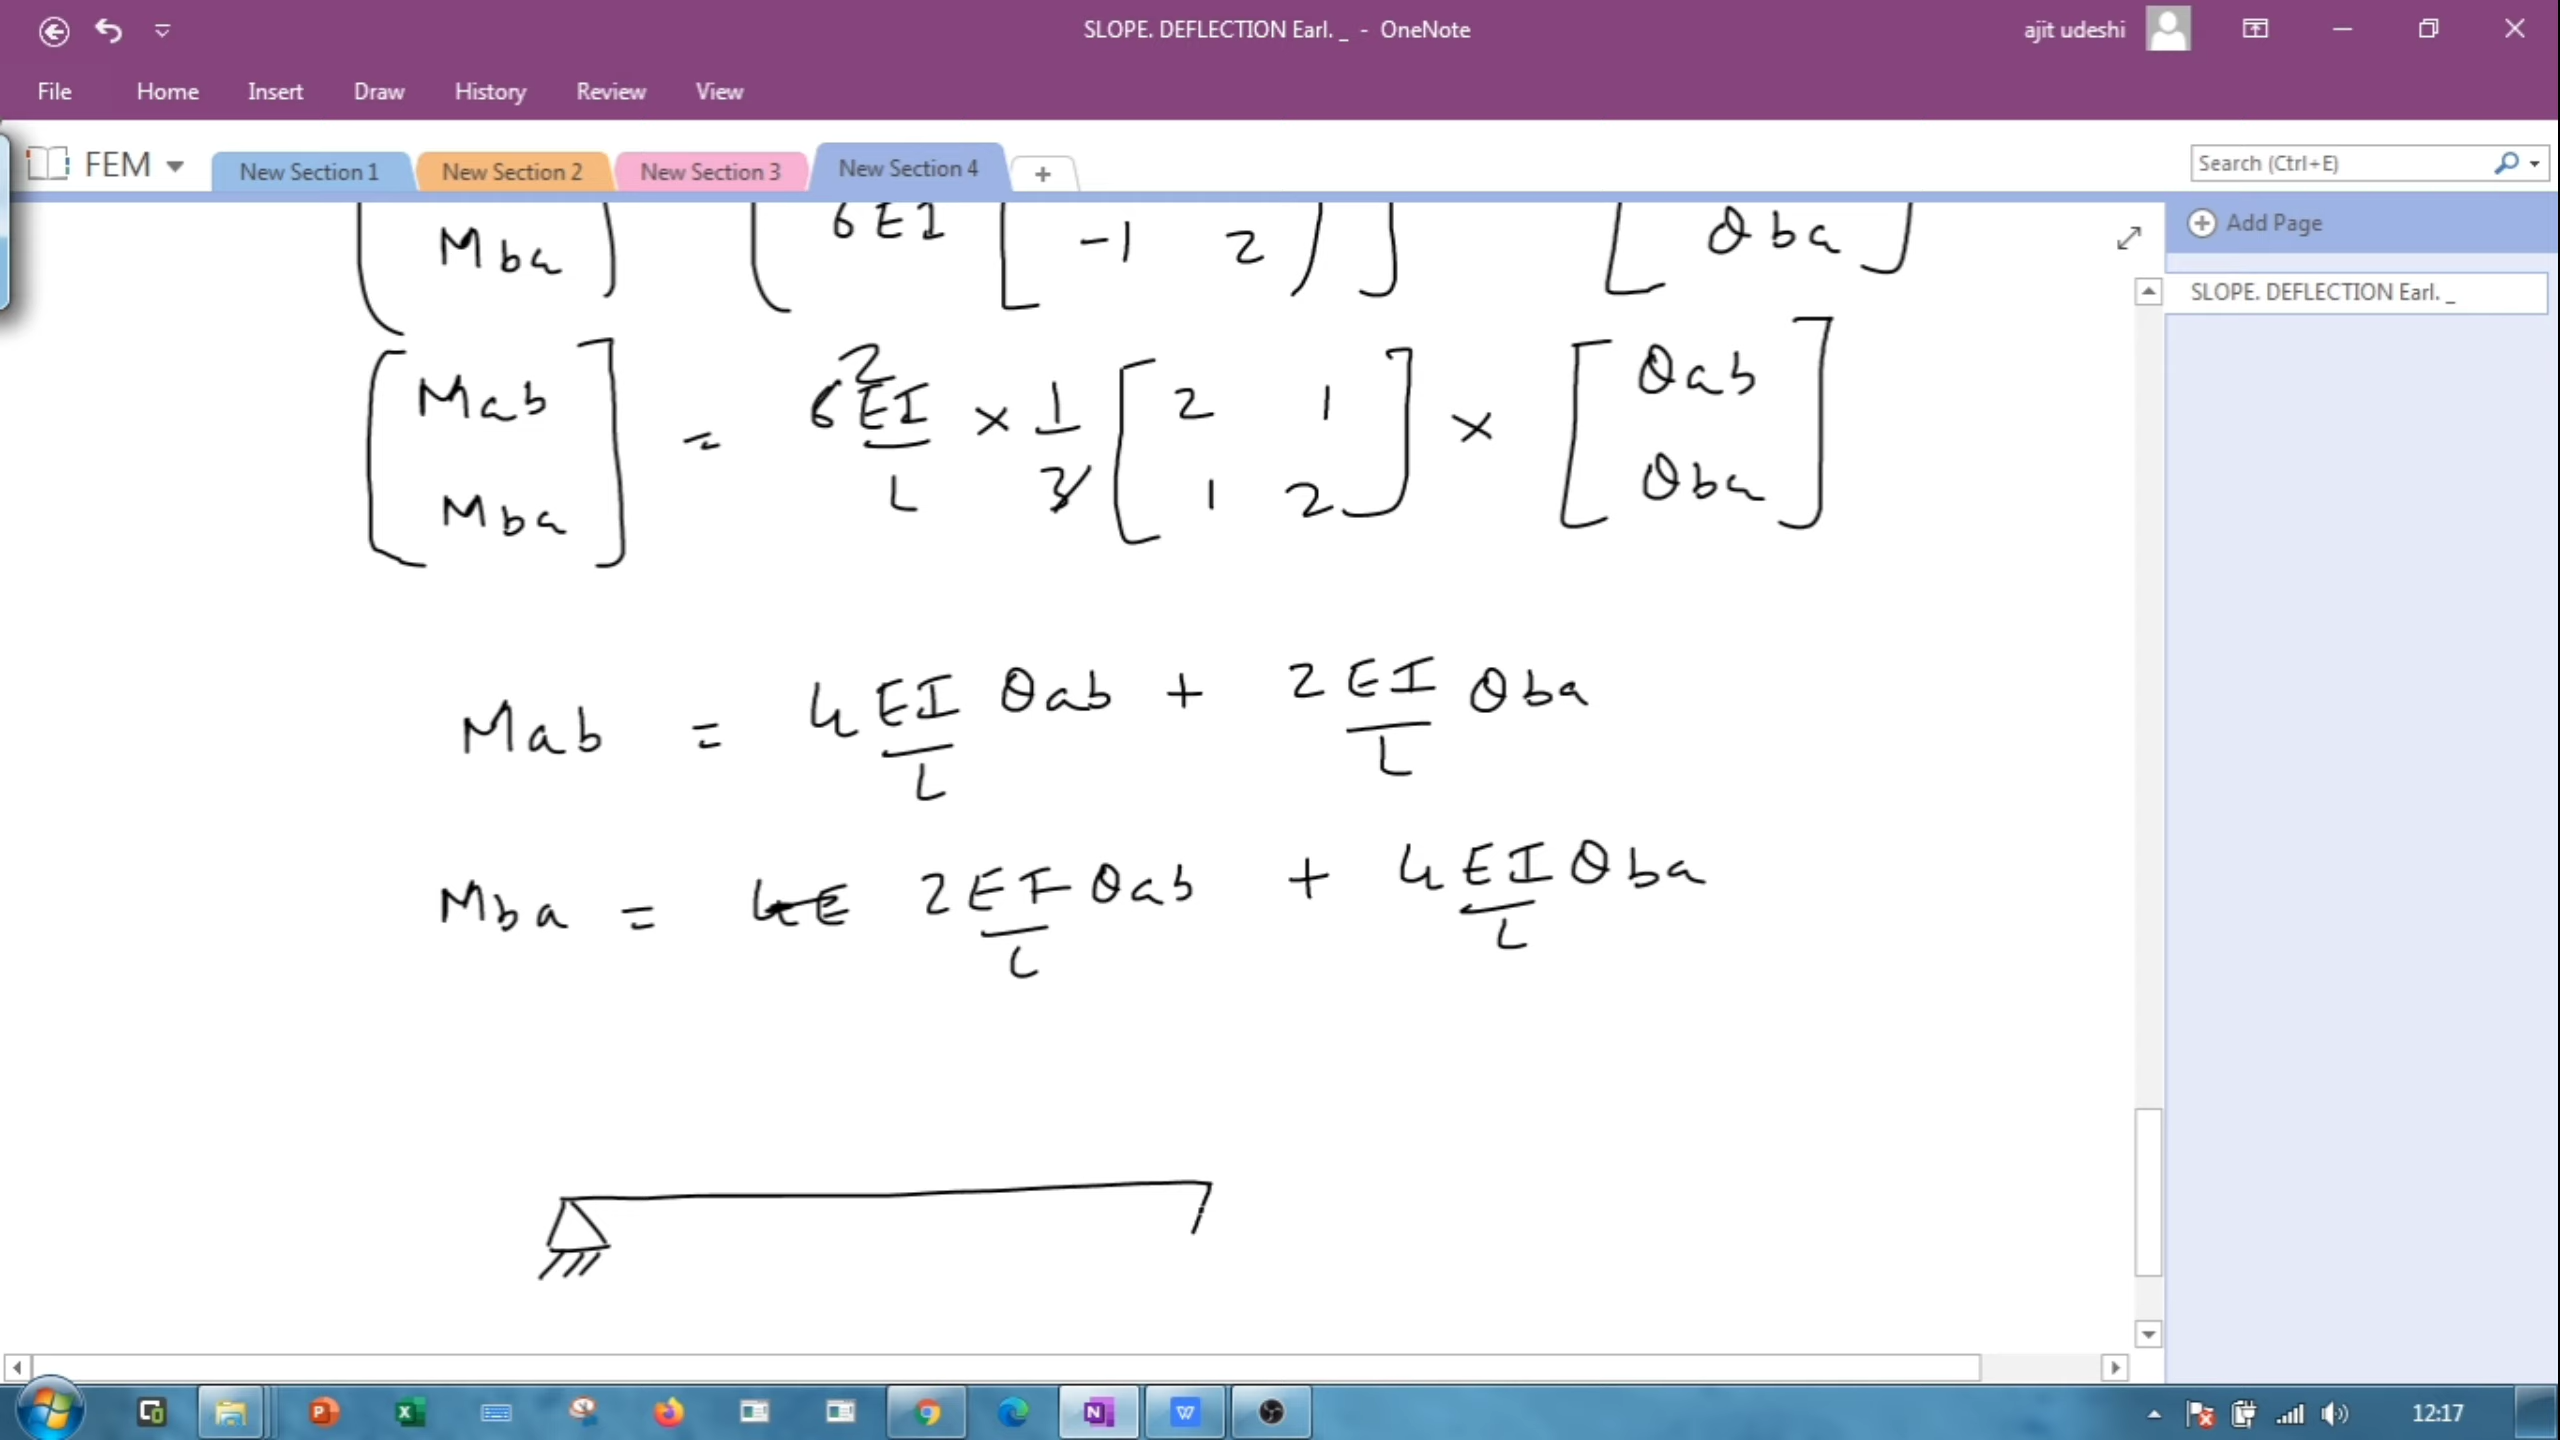 SLOPE. DEFLECTION Earl. _ - OneNote
ajit udeshi
File Home Insert Draw History Review View
FEM
New Section 1 New Section 2 New Section 3 New Section 4 +
Search (Ctrl+E)
Add Page
SLOPE. DEFLECTION Earl. _
Mba 6EI -1 2 θba
2
Mab = 6EI × 1 2 1 × θab
Mba L 3 1 2 θba
Mab = 4EI θab + 2EI θba
L L
Mba = 2EI θab + 4EI θba
L L
12:17